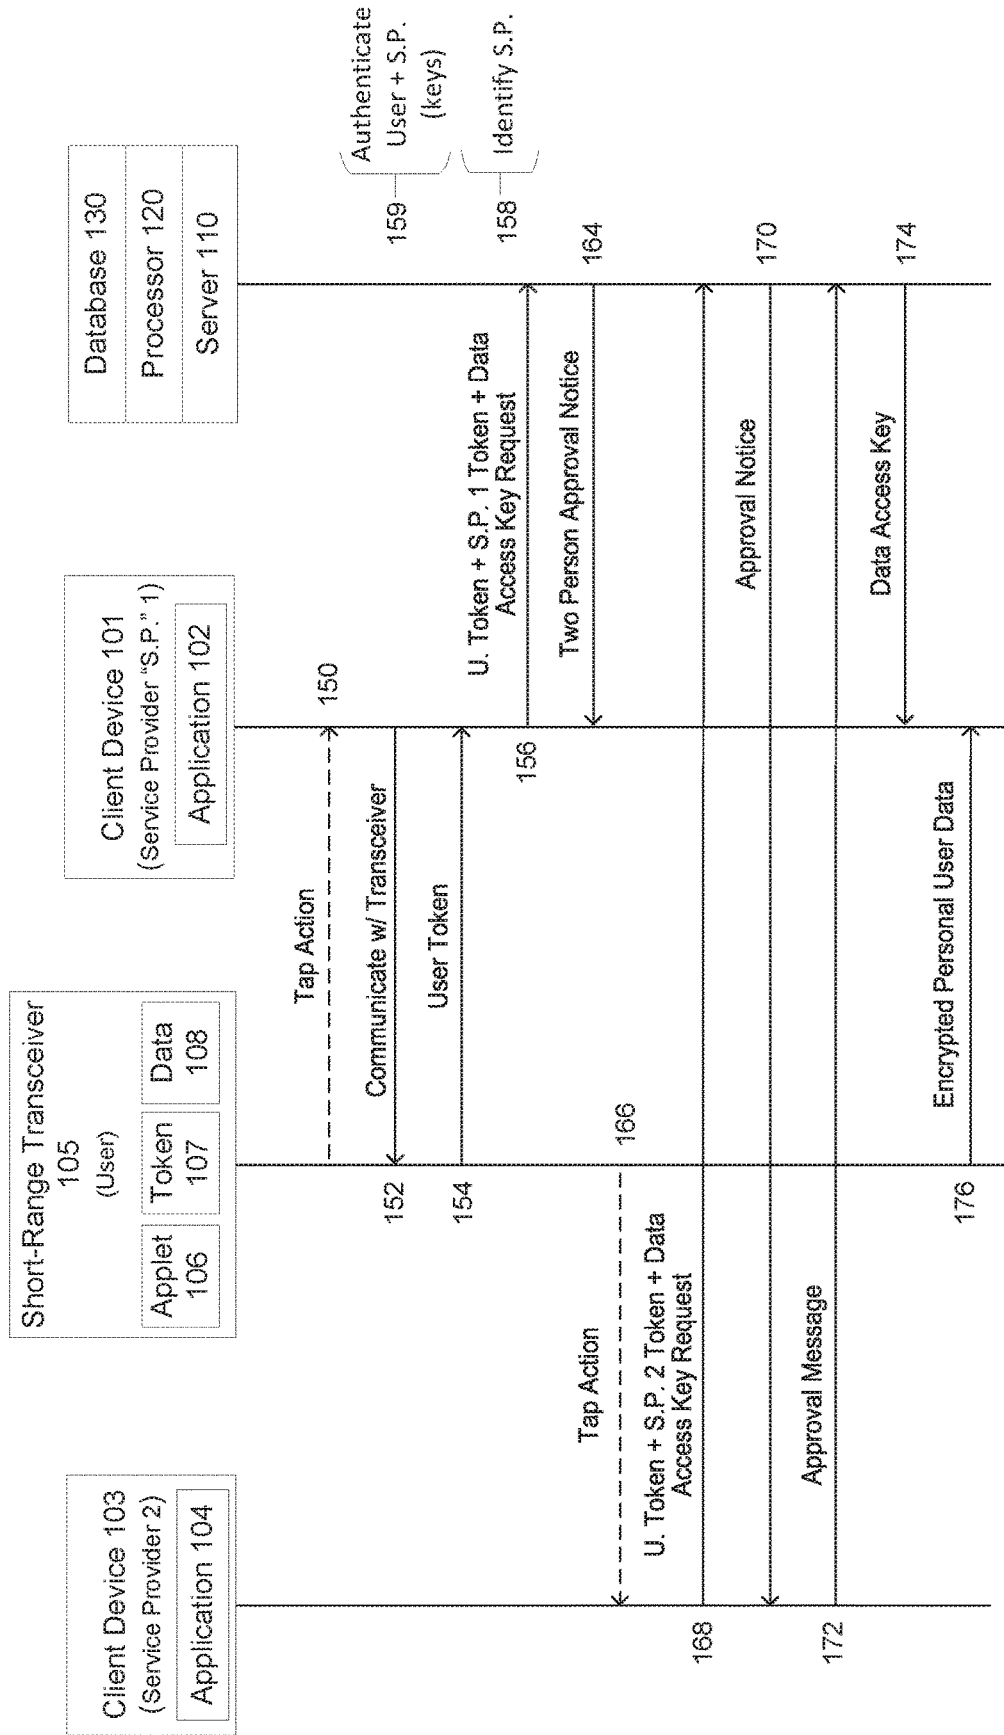 Client Device 103
(Service Provider 2)
Application 104
Short-Range Transceiver
105
(User)
Applet
106
Token
107
Data
108
Client Device 101
(Service Provider "S.P." 1)
Application 102
Database 130
Processor 120
Server 110
Tap Action
150
Communicate w/ Transceiver
152
User Token
154
U. Token + S.P. 1 Token + Data
Access Key Request
156
159
Authenticate
User + S.P.
(keys)
158
Identify S.P.
Two Person Approval Notice
164
Tap Action
166
U. Token + S.P. 2 Token + Data
Access Key Request
168
Approval Notice
170
Approval Message
172
Data Access Key
174
Encrypted Personal User Data
176